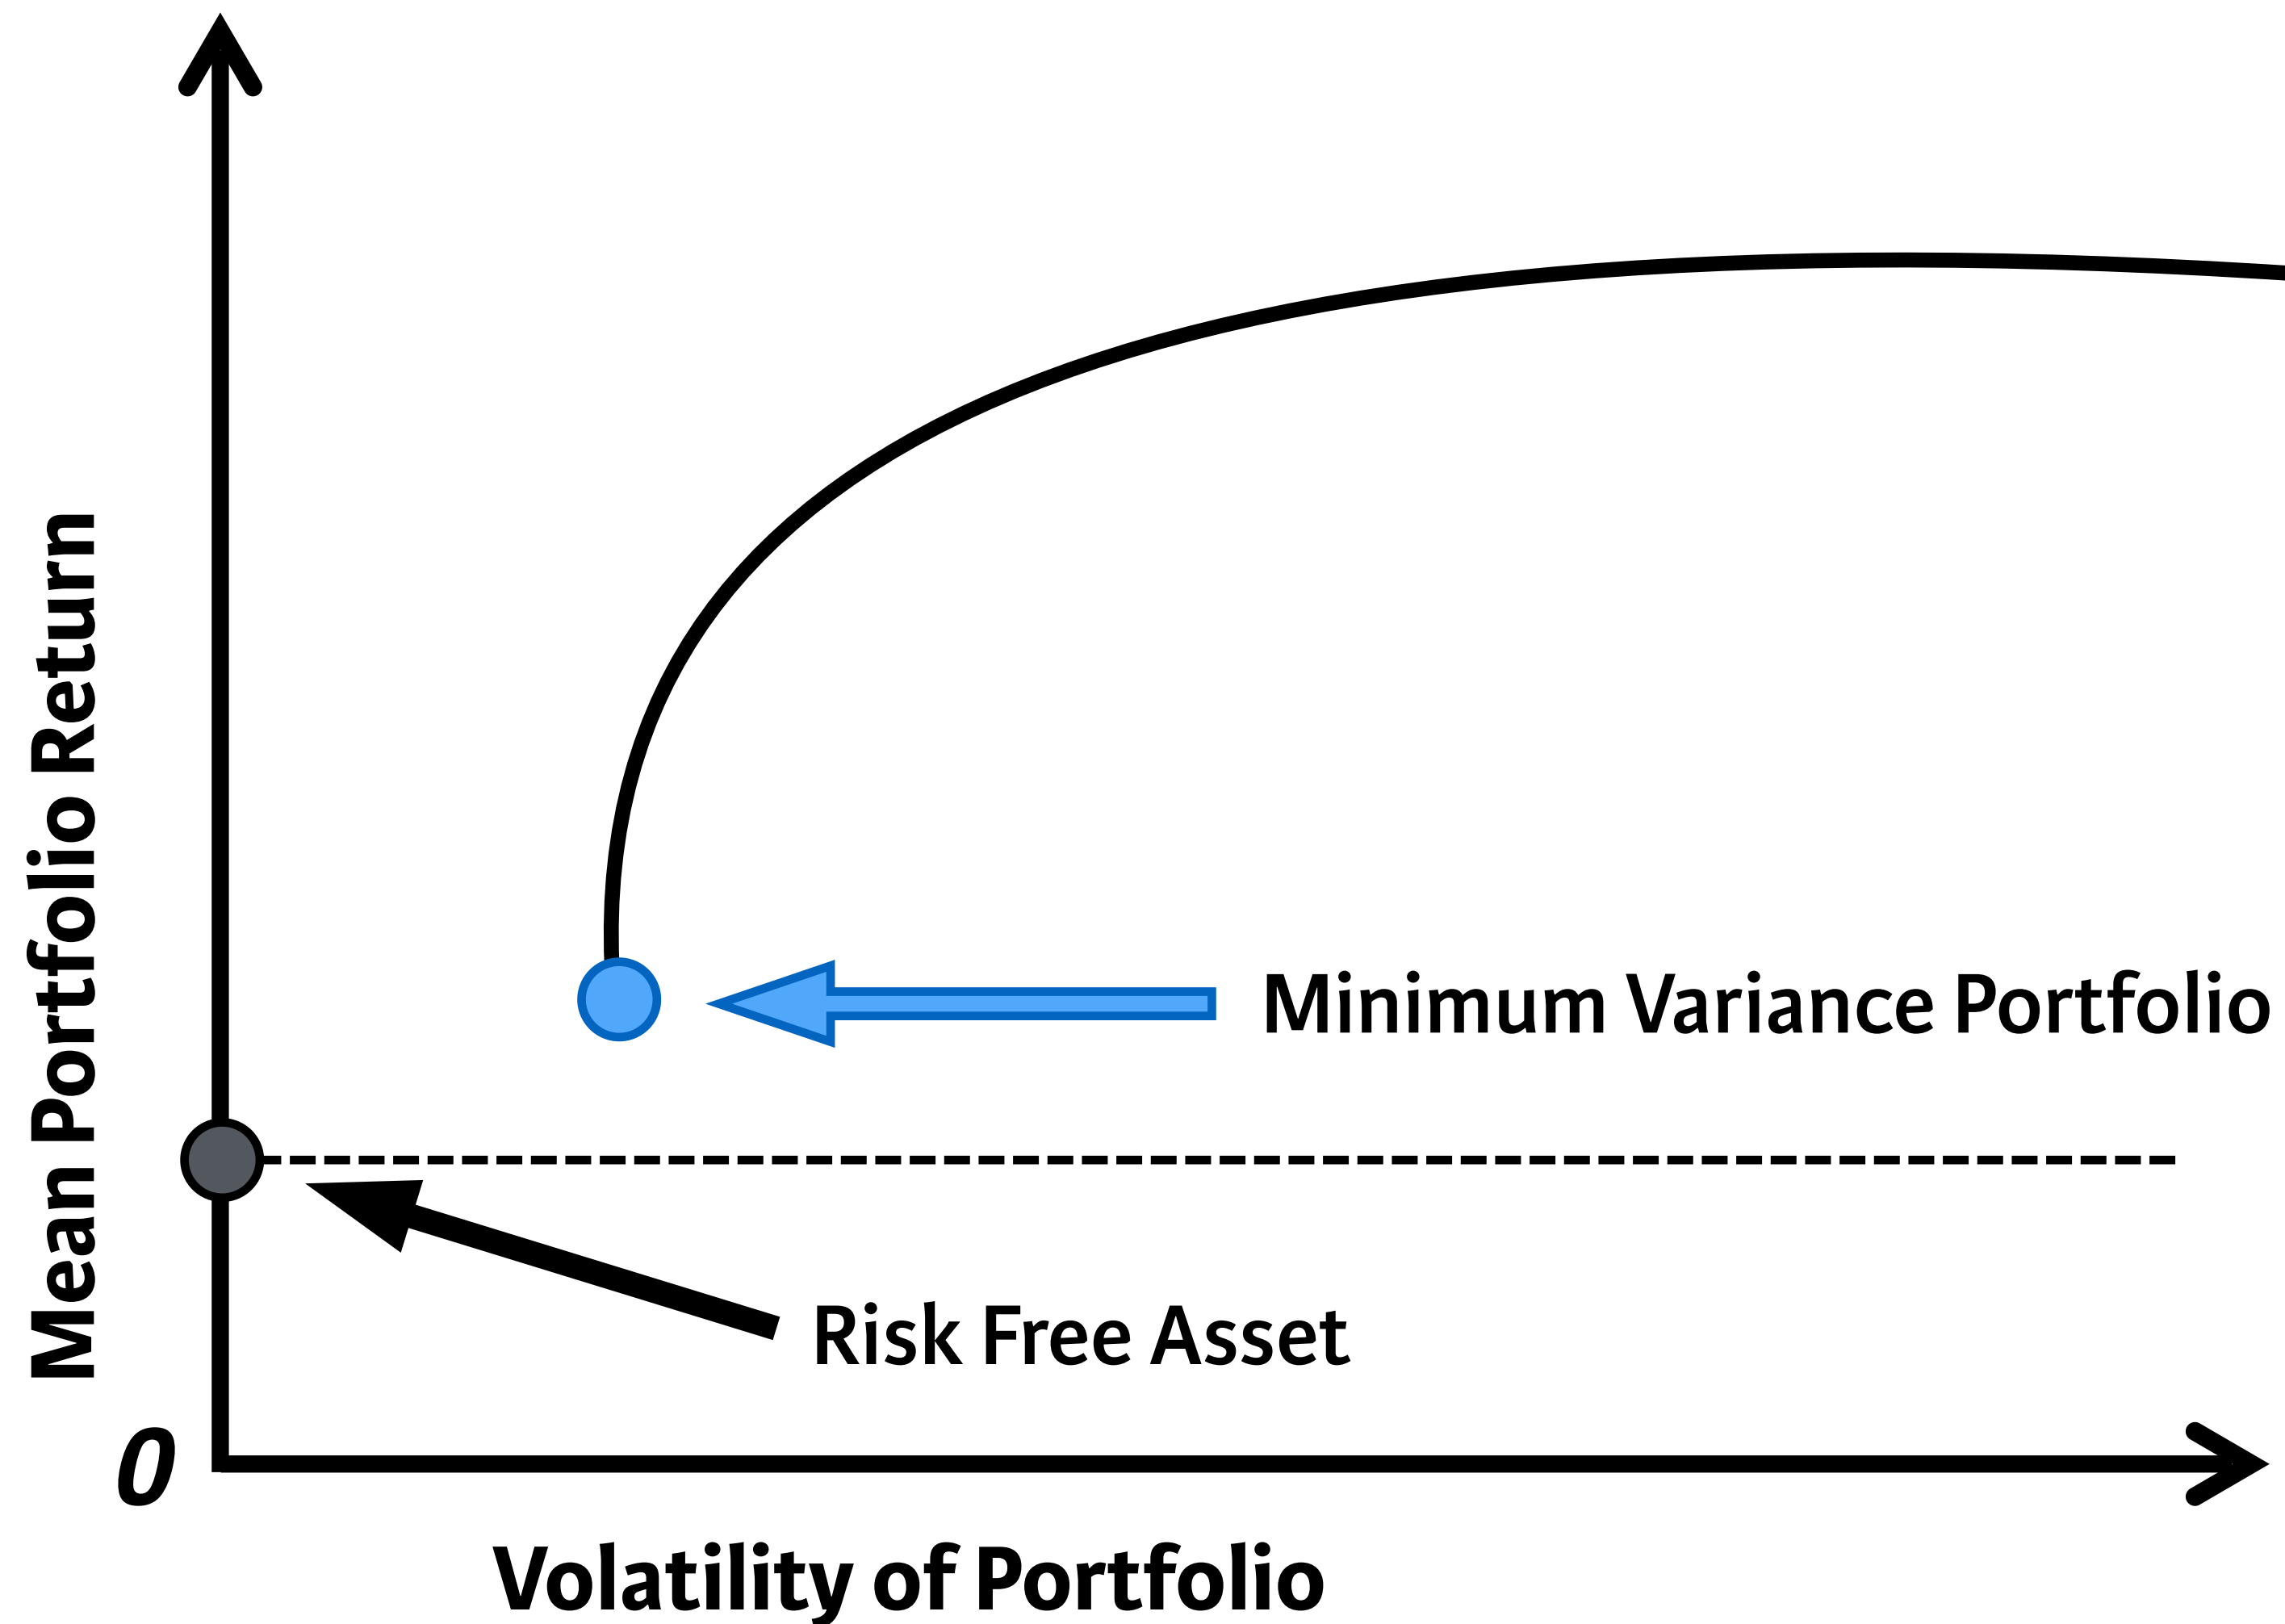 Mean Portfolio Return
Minimum Variance Portfolio
Risk Free Asset
0
Volatility of Portfolio